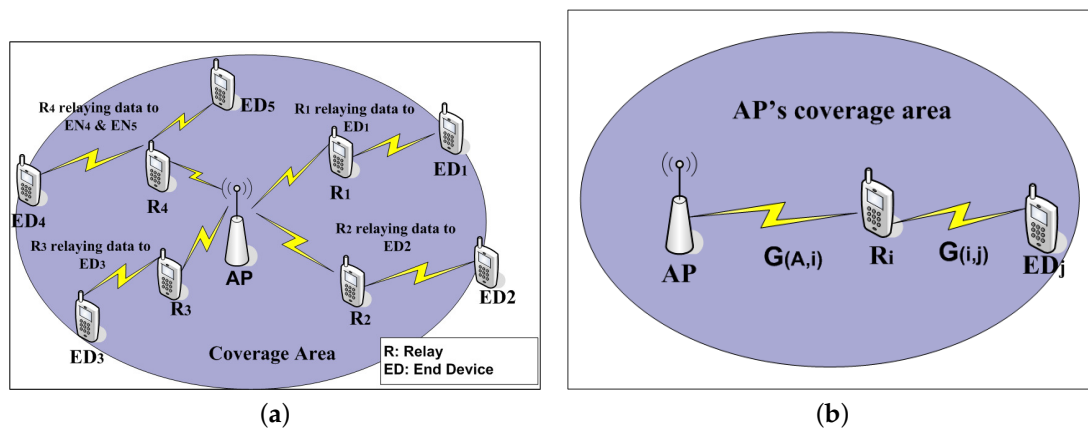 R4 relaying data to
EN4 & EN5
ED5
R1 relaying data to
ED1
ED1
R1
R4
ED4
R3 relaying data to
ED3
AP
R2 relaying data to
ED2
R3
R2
ED2
ED3
Coverage Area
R: Relay
ED: End Device
(a)
AP's coverage area
AP
G(A,i)
Ri
G(i,j)
EDj
(b)